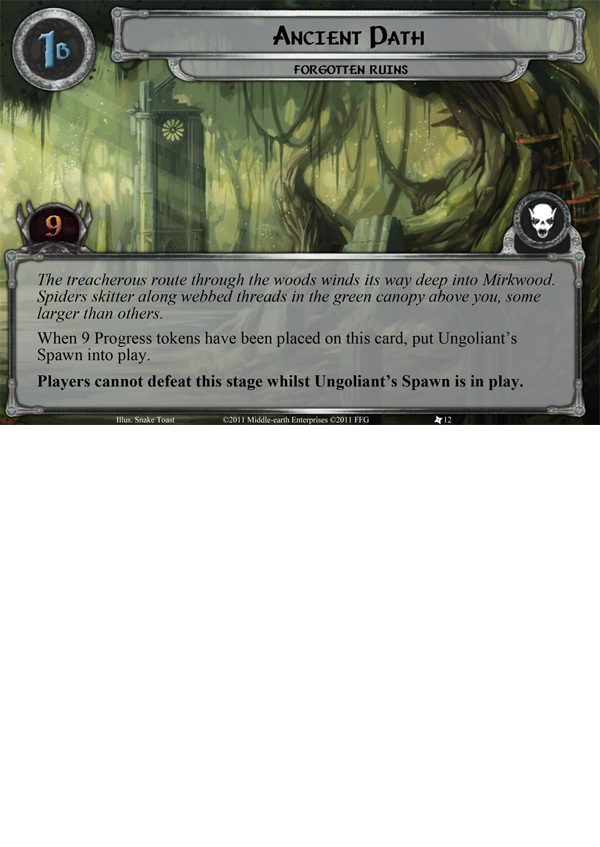 1B
ANCIENT PATH
FORGOTTEN RUINS
9
The treacherous route through the woods winds its way deep into Mirkwood.
Spiders skitter along webbed threads in the green canopy above you, some
larger than others.
When 9 Progress tokens have been placed on this card, put Ungoliant's
Spawn into play.
Players cannot defeat this stage whilst Ungoliant's Spawn is in play.
Illus. Snake Toast ©2011 Middle-earth Enterprises ©2011 FFG 12